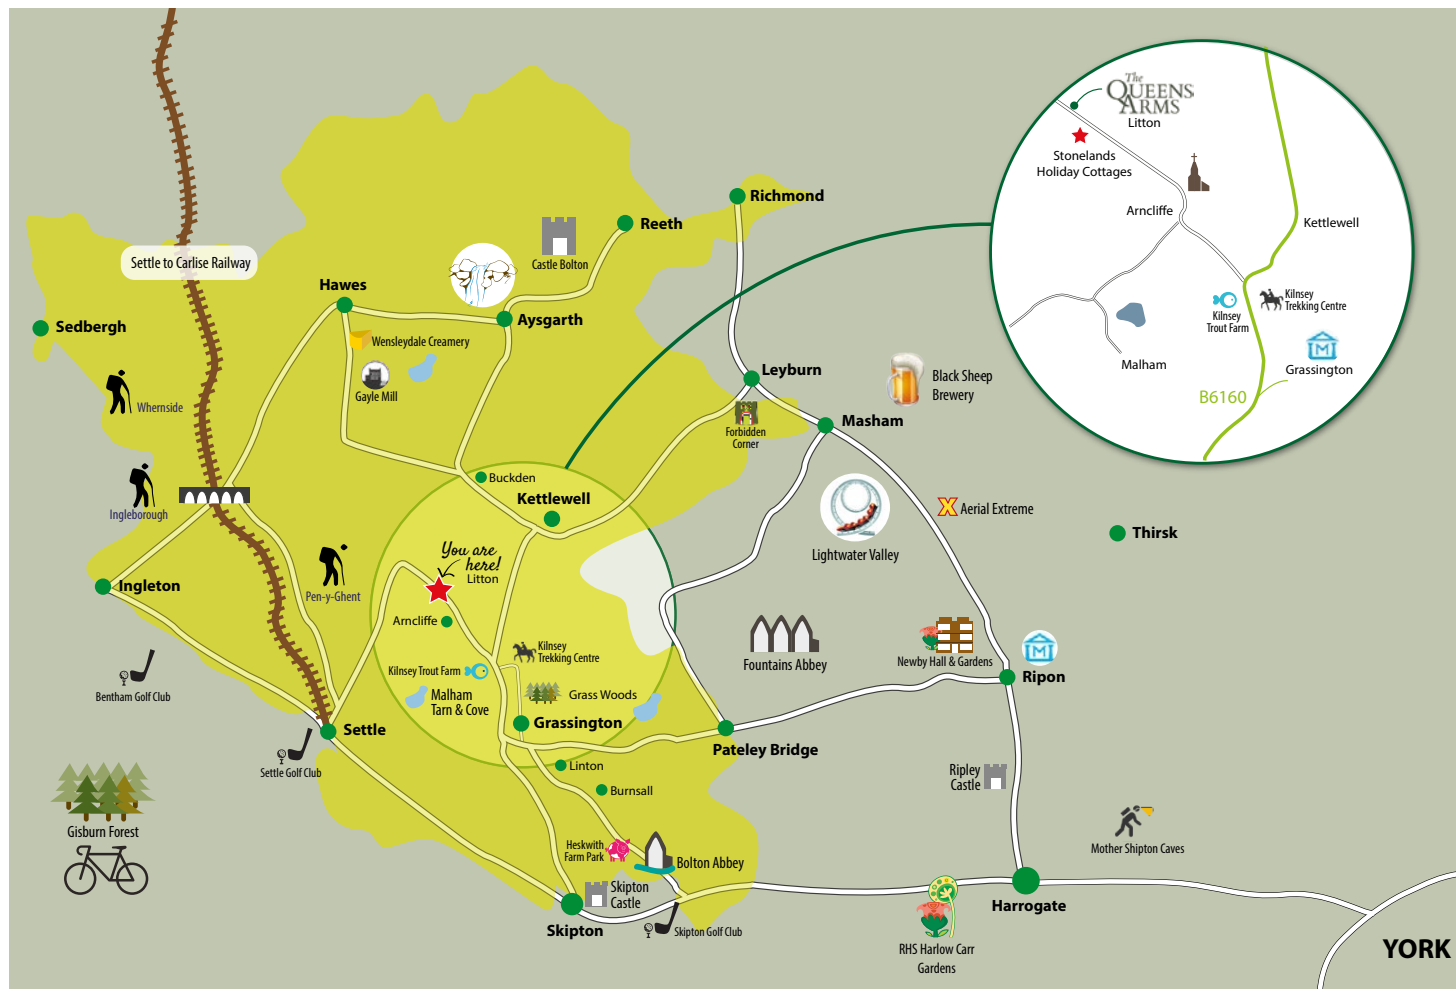 The
QUEENS
ARMS
Litton
Stonelands
Holiday Cottages
Arncliffe
Kettlewell
Kilnsey
Trekking Centre
Kilnsey
Trout Farm
Malham
Grassington
B6160
Richmond
Reeth
Castle Bolton
Settle to Carlise Railway
Hawes
Aysgarth
Sedbergh
Wensleydale Creamery
Gayle Mill
Leyburn
Black Sheep
Brewery
Whernside
Masham
Forbidden
Corner
Buckden
Kettlewell
Ingleborough
Aerial Extreme
Thirsk
Lightwater Valley
You are
here!
Litton
Ingleton
Pen-y-Ghent
Arncliffe
Kilnsey
Trekking Centre
Fountains Abbey
Newby Hall & Gardens
Ripon
Kilnsey Trout Farm
Malham
Tarn & Cove
Grass Woods
Bentham Golf Club
Grassington
Settle
Pateley Bridge
Linton
Settle Golf Club
Burnsall
Ripley
Castle
Gisburn Forest
Heskwith
Farm Park
Bolton Abbey
Mother Shipton Caves
Skipton
Castle
Harrogate
Skipton
Skipton Golf Club
RHS Harlow Carr
Gardens
YORK